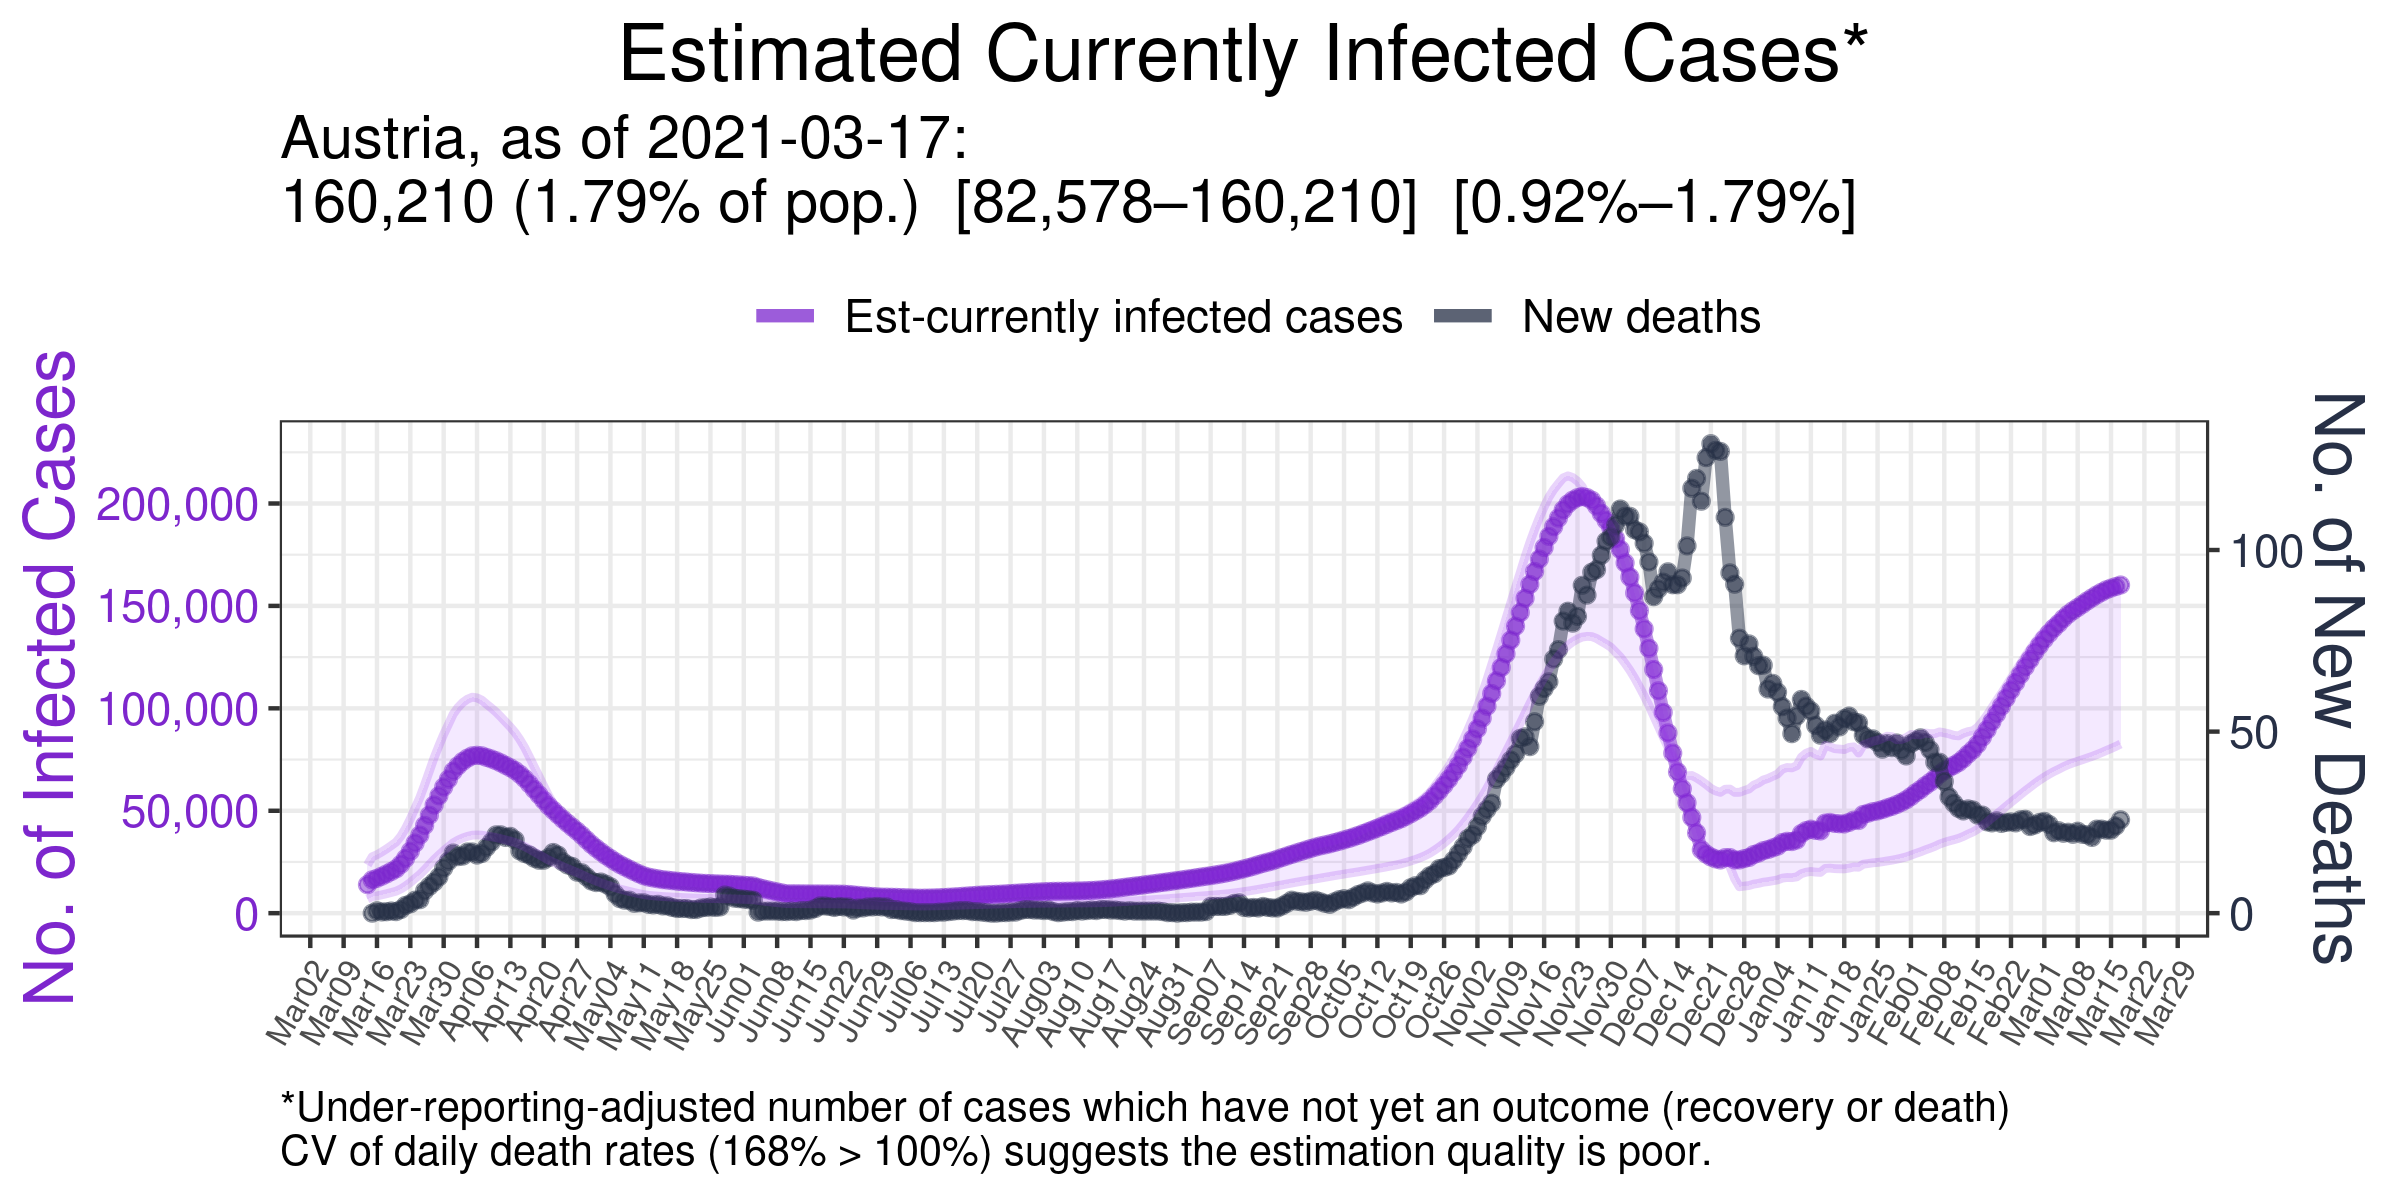 Estimated Currently Infected Cases*
Austria, as of 2021-03-17:
160,210 (1.79% of pop.)  [82,578–160,210]  [0.92%–1.79%]
Est-currently infected cases
New deaths
No. of Infected Cases
200,000
150,000
100,000
50,000
0
100
50
0
No. of New Deaths
Mar02
Mar09
Mar16
Mar23
Mar30
Apr06
Apr13
Apr20
Apr27
May04
May11
May18
May25
Jun01
Jun08
Jun15
Jun22
Jun29
Jul06
Jul13
Jul20
Jul27
Aug03
Aug10
Aug17
Aug24
Aug31
Sep07
Sep14
Sep21
Sep28
Oct05
Oct12
Oct19
Oct26
Nov02
Nov09
Nov16
Nov23
Nov30
Dec07
Dec14
Dec21
Dec28
Jan04
Jan11
Jan18
Jan25
Feb01
Feb08
Feb15
Feb22
Mar01
Mar08
Mar15
Mar22
Mar29
*Under-reporting-adjusted number of cases which have not yet an outcome (recovery or death)
CV of daily death rates (168% > 100%) suggests the estimation quality is poor.